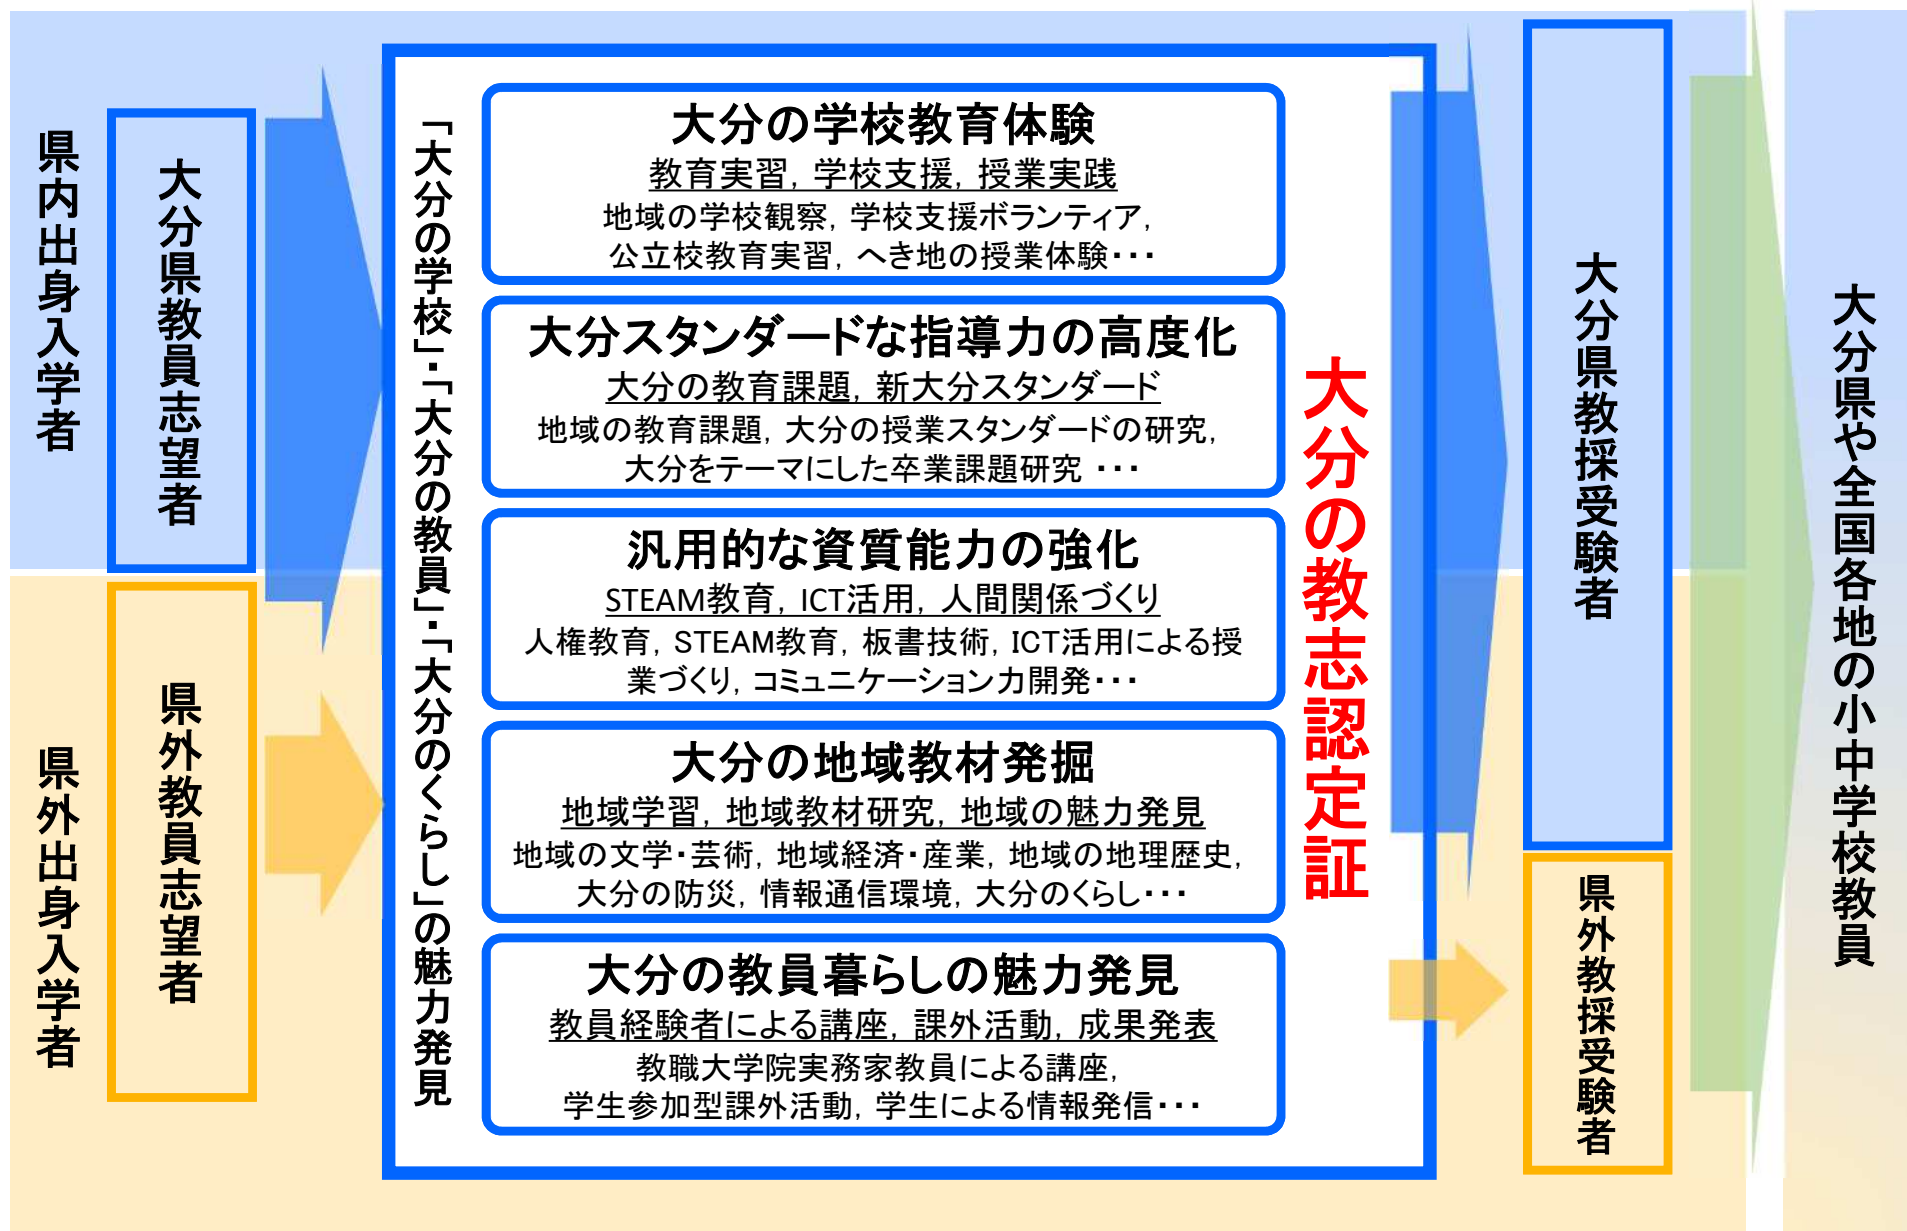 県内出身入学者
県外出身入学者
大分県教員志望者
県外教員志望者
「大分の学校」・「大分の教員」・「大分のくらし」の魅力発見
大分の学校教育体験
教育実習, 学校支援, 授業実践
地域の学校観察, 学校支援ボランティア,
公立校教育実習, へき地の授業体験・・・
大分スタンダードな指導力の高度化
大分の教育課題, 新大分スタンダード
地域の教育課題, 大分の授業スタンダードの研究,
大分をテーマにした卒業課題研究 ・・・
汎用的な資質能力の強化
STEAM教育, ICT活用, 人間関係づくり
人権教育, STEAM教育, 板書技術, ICT活用による授
業づくり, コミュニケーション力開発・・・
大分の地域教材発掘
地域学習, 地域教材研究, 地域の魅力発見
地域の文学・芸術, 地域経済・産業, 地域の地理歴史,
大分の防災, 情報通信環境, 大分のくらし・・・
大分の教員暮らしの魅力発見
教員経験者による講座, 課外活動, 成果発表
教職大学院実務家教員による講座,
学生参加型課外活動, 学生による情報発信・・・
大分の教志認定証
大分県教採受験者
県外教採受験者
大分県や全国各地の小中学校教員